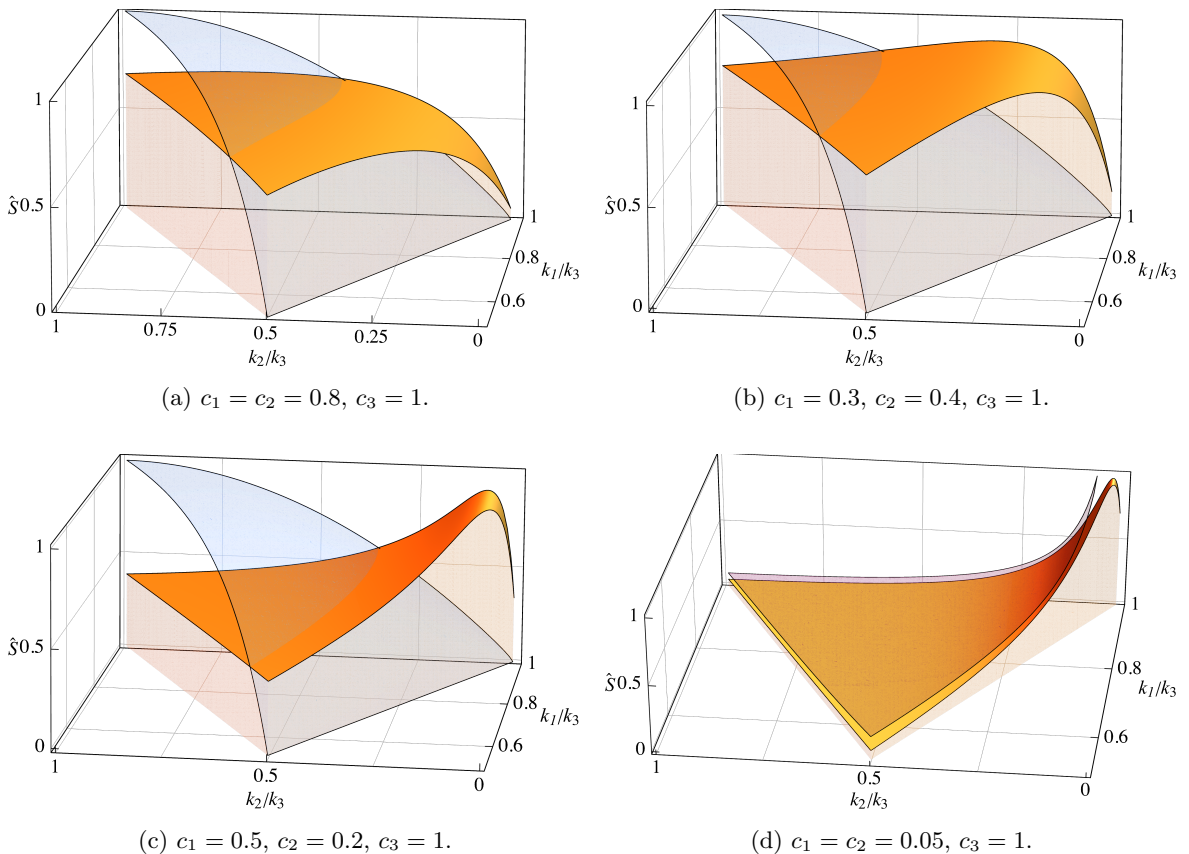 1
0.5
0
Ŝ
1
0.75
0.5
0.25
0
k₂/k₃
1
0.8
0.6
k₁/k₃
(a) c₁ = c₂ = 0.8, c₃ = 1.
1
0.5
0
Ŝ
1
0.5
0
k₂/k₃
1
0.8
0.6
k₁/k₃
(b) c₁ = 0.3, c₂ = 0.4, c₃ = 1.
1
0.5
0
Ŝ
1
0.5
0
k₂/k₃
1
0.8
0.6
k₁/k₃
(c) c₁ = 0.5, c₂ = 0.2, c₃ = 1.
1
0.5
0
Ŝ
1
0.5
0
k₂/k₃
1
0.8
0.6
k₁/k₃
(d) c₁ = c₂ = 0.05, c₃ = 1.